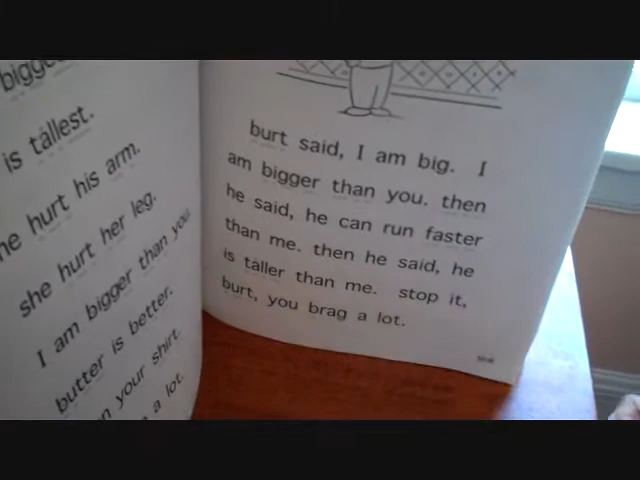 is tallest.
he hurt his arm.
she hurt her leg.
I am bigger than you.
butter is better.
your shirt.
a lot.
burt said, I am big. I
am bigger than you. then
he said, he can run faster
than me. then he said, he
is taller than me. stop it,
burt, you brag a lot.